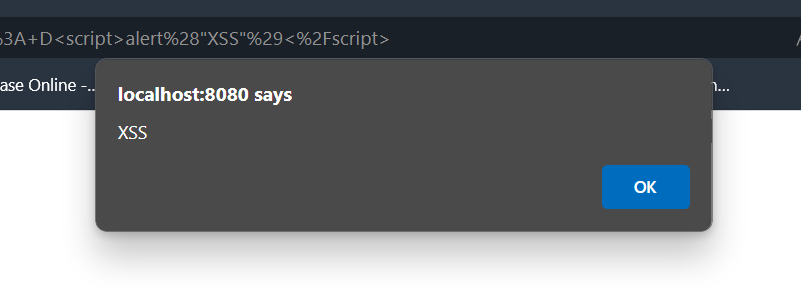 %3A+D<script>alert%28"XSS"%29<%2Fscript>
ase Online -...
n...
localhost:8080 says
XSS
OK